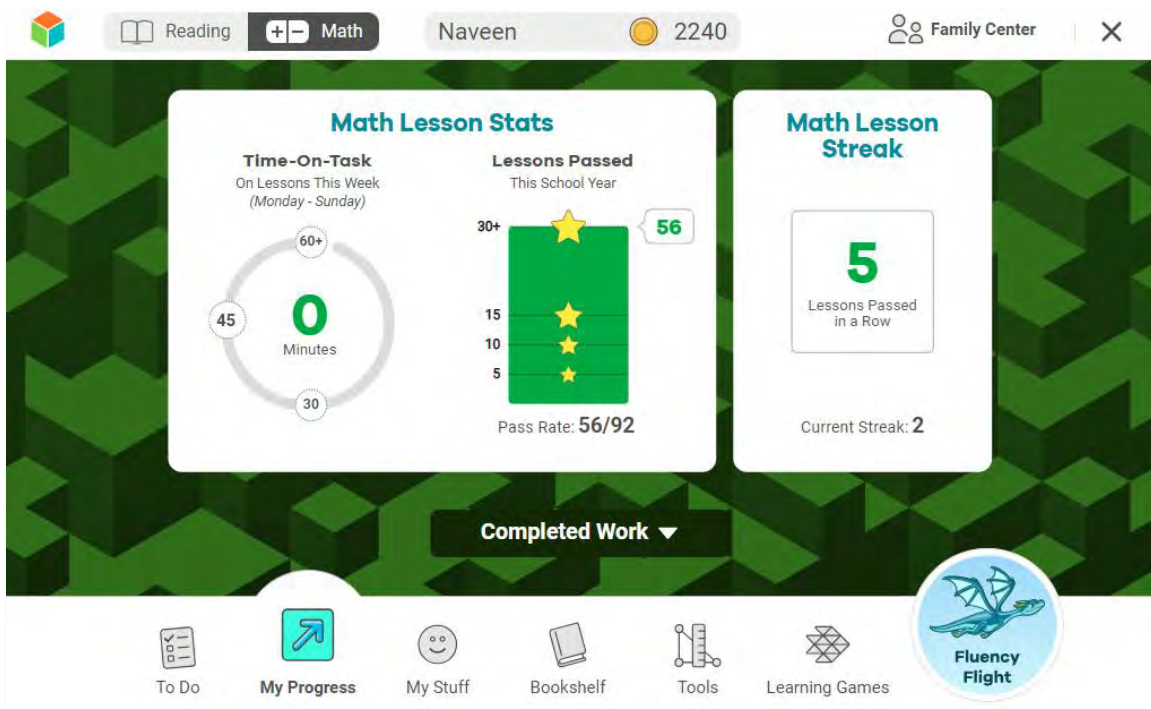 Reading
Math
Naveen
2240
Family Center
Math Lesson Stats
Time-On-Task
On Lessons This Week
(Monday - Sunday)
60+
45
0
Minutes
30
Lessons Passed
This School Year
30+
56
15
10
5
Pass Rate: 56/92
Math Lesson
Streak
5
Lessons Passed
in a Row
Current Streak: 2
Completed Work
To Do
My Progress
My Stuff
Bookshelf
Tools
Learning Games
Fluency
Flight